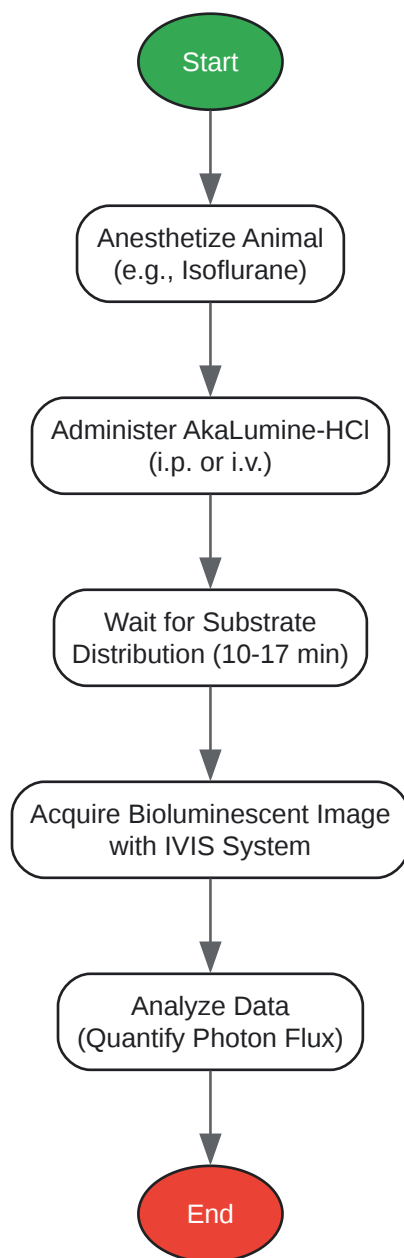 Start
Anesthetize Animal
(e.g., Isoflurane)
Administer AkaLumine-HCl
(i.p. or i.v.)
Wait for Substrate
Distribution (10-17 min)
Acquire Bioluminescent Image
with IVIS System
Analyze Data
(Quantify Photon Flux)
End